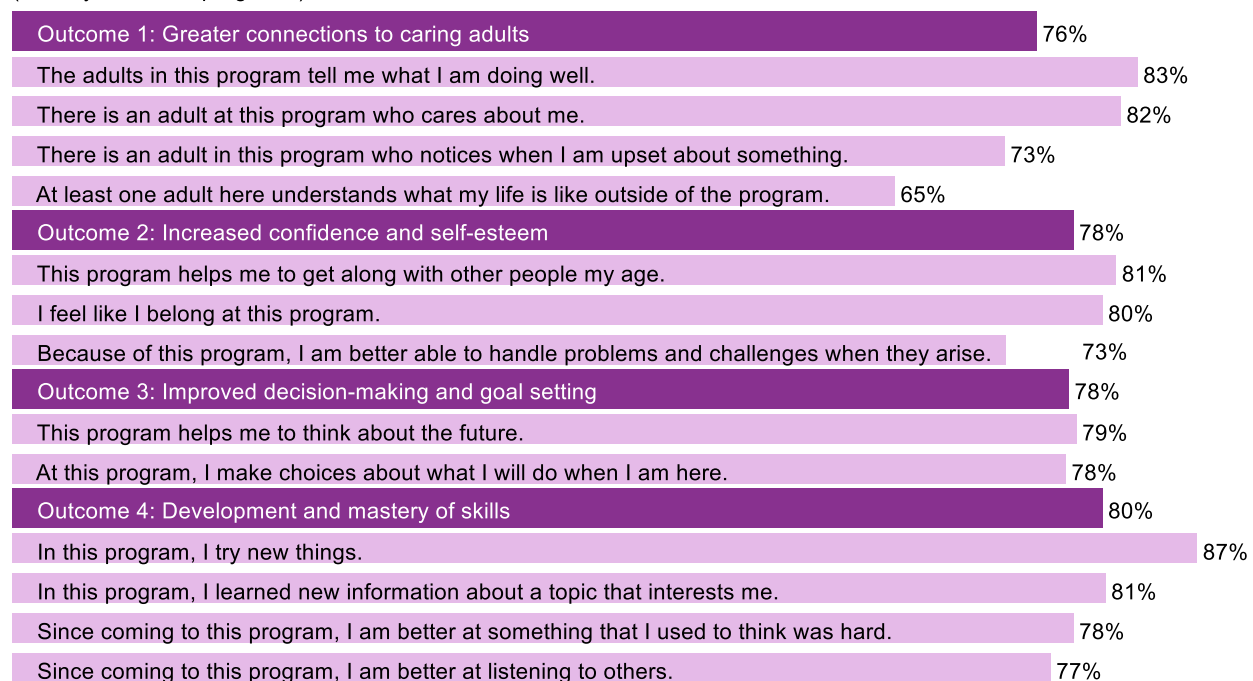 Outcome 1: Greater connections to caring adults 76%
The adults in this program tell me what I am doing well. 83%
There is an adult at this program who cares about me. 82%
There is an adult in this program who notices when I am upset about something. 73%
At least one adult here understands what my life is like outside of the program. 65%
Outcome 2: Increased confidence and self-esteem 78%
This program helps me to get along with other people my age. 81%
I feel like I belong at this program. 80%
Because of this program, I am better able to handle problems and challenges when they arise. 73%
Outcome 3: Improved decision-making and goal setting 78%
This program helps me to think about the future. 79%
At this program, I make choices about what I will do when I am here. 78%
Outcome 4: Development and mastery of skills 80%
In this program, I try new things. 87%
In this program, I learned new information about a topic that interests me. 81%
Since coming to this program, I am better at something that I used to think was hard. 78%
Since coming to this program, I am better at listening to others. 77%